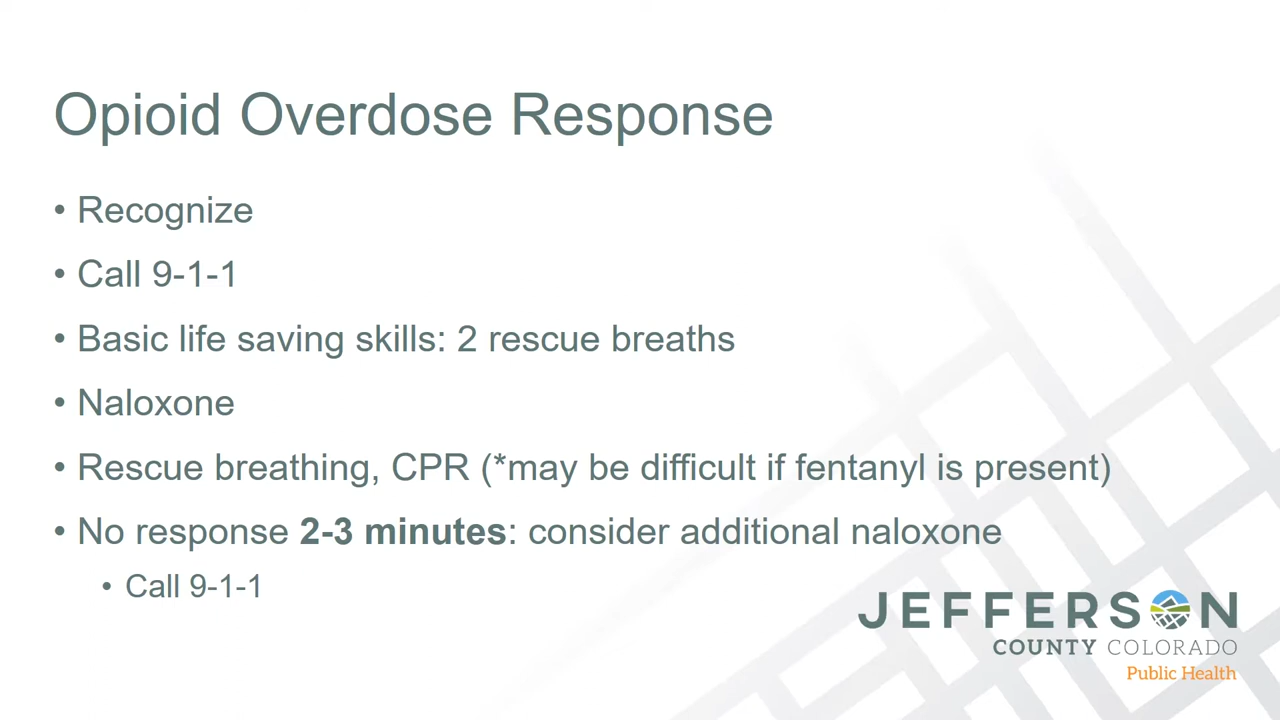 Opioid Overdose Response
• Recognize
• Call 9-1-1
• Basic life saving skills: 2 rescue breaths
• Naloxone
• Rescue breathing, CPR (*may be difficult if fentanyl is present)
• No response 2-3 minutes: consider additional naloxone
• Call 9-1-1
JEFFERSON
COUNTY COLORADO
Public Health